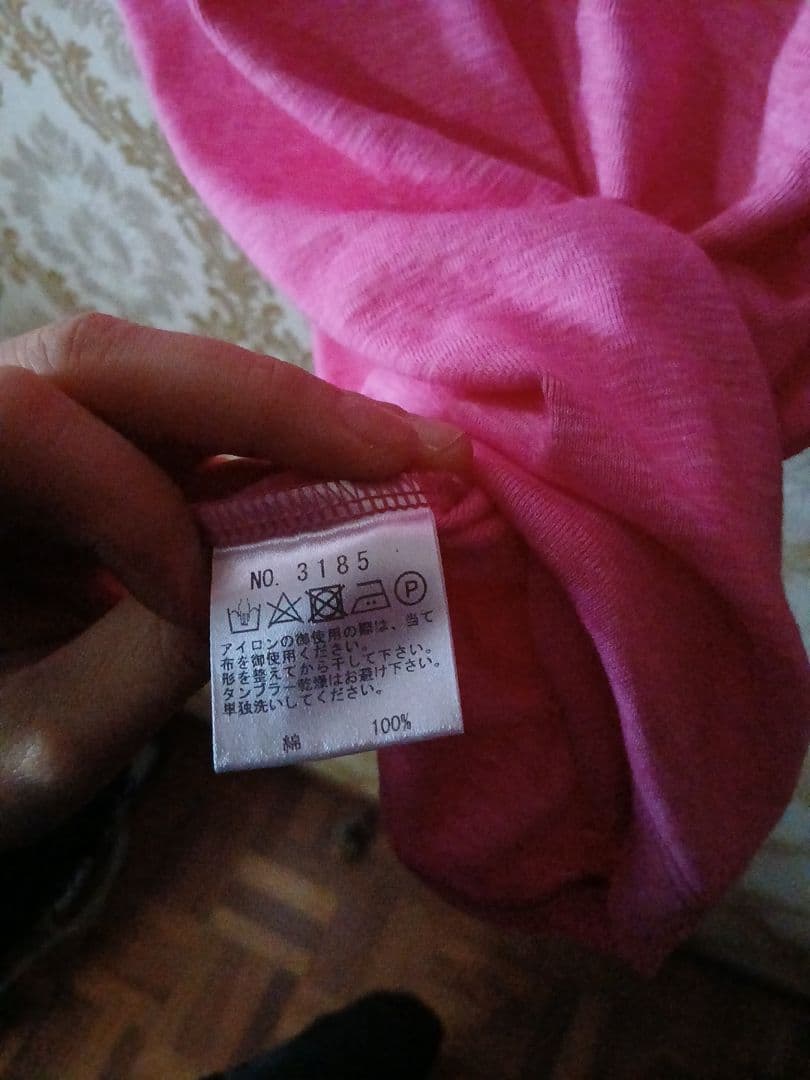 NO. 3185
P
アイロンの御使用の際は、当て
布を御使用ください。
形を整えてから干して下さい。
タンブラー乾燥はお避け下さい。
単独洗いしてください。
綿 100%